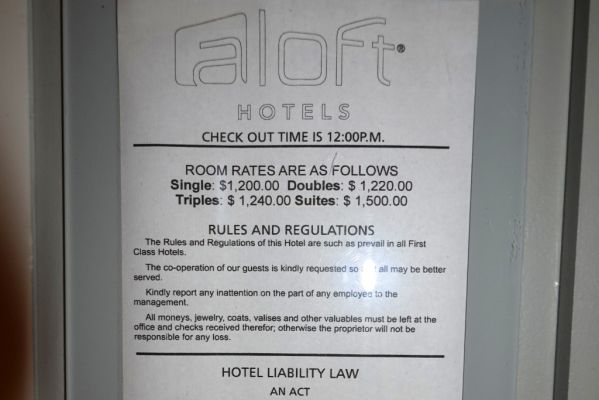 aloft®
HOTELS
CHECK OUT TIME IS 12:00P.M.
ROOM RATES ARE AS FOLLOWS
Single: $1,200.00 Doubles: $ 1,220.00
Triples: $ 1,240.00 Suites: $ 1,500.00
RULES AND REGULATIONS
The Rules and Regulations of this Hotel are such as prevail in all First
Class Hotels.
The co-operation of our guests is kindly requested so all may be better
served.
Kindly report any inattention on the part of any employee to the
management.
All moneys, jewelry, coats, valises and other valuables must be left at the
office and checks received therefor; otherwise the proprietor will not be
responsible for any loss.
HOTEL LIABILITY LAW
AN ACT